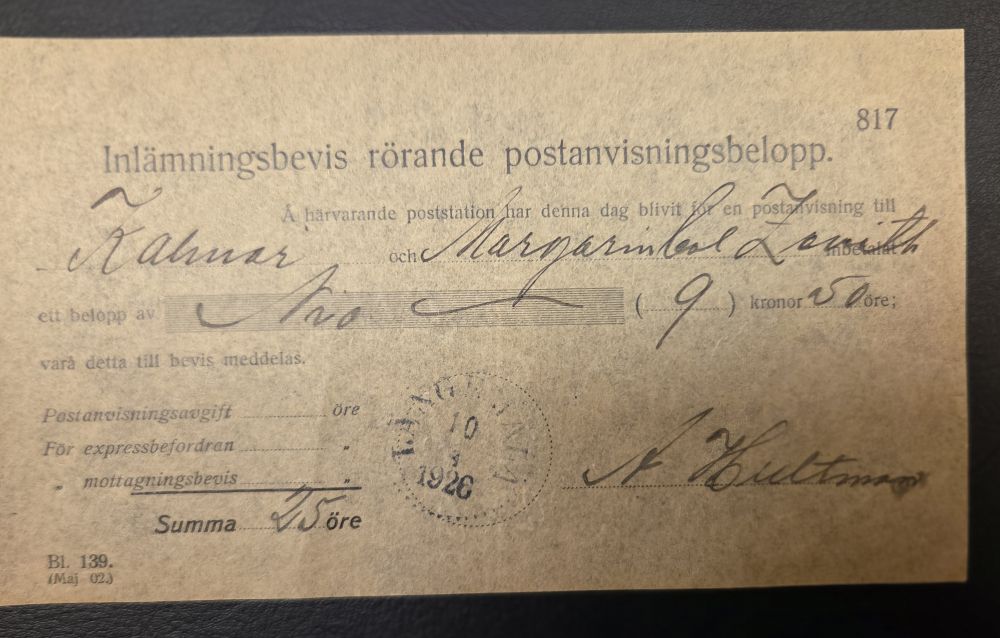 817
Inlämningsbevis rörande postanvisningsbelopp.
Å härvarande poststation har denna dag blivit för en postanvisning till
Kalmar och Margarinbol Zenith inbetalat
ett belopp av Nio (9) kronor 50 öre;
varå detta till bevis meddelas.
Postanvisningsavgift öre
För expressbefordran "
" mottagningsbevis "
Summa 25 öre
10
1926
A Hultman
Bl. 139.
(Maj 02.)